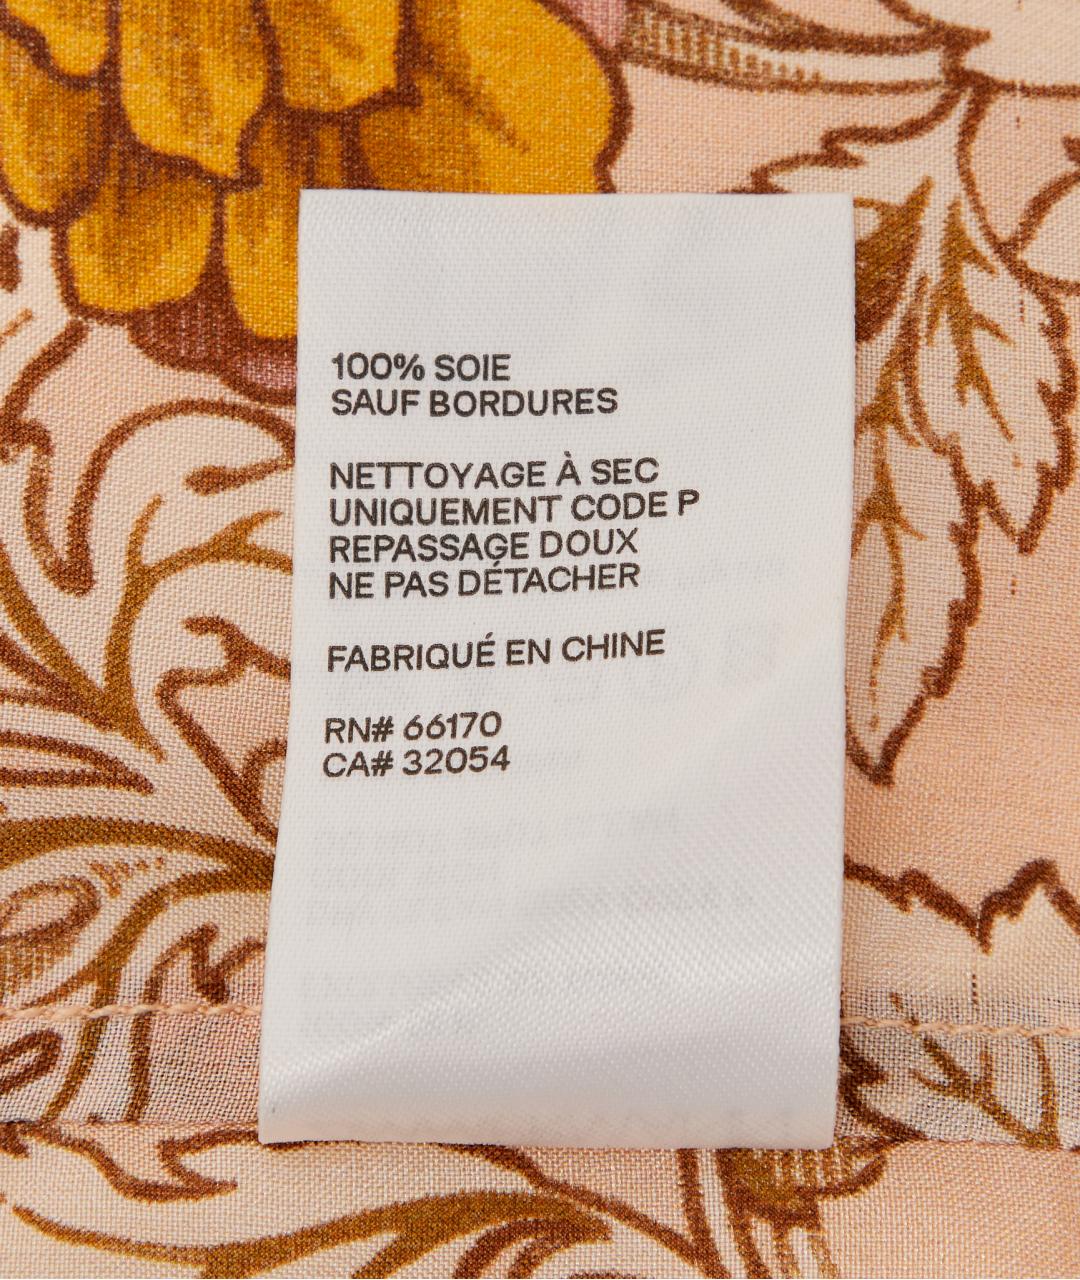 100% SOIE
SAUF BORDURES
NETTOYAGE À SEC
UNIQUEMENT CODE P
REPASSAGE DOUX
NE PAS DÉTACHER
FABRIQUÉ EN CHINE
RN# 66170
CA# 32054